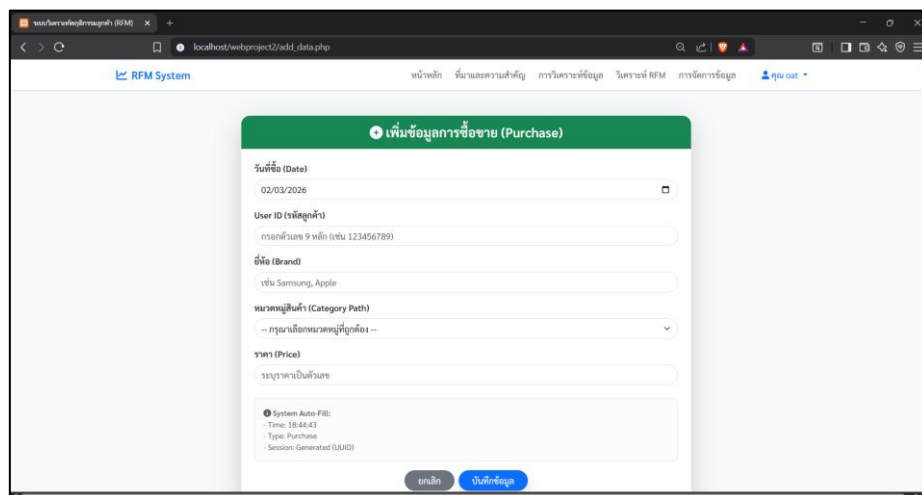 ระบบวิเคราะห์พฤติกรรมลูกค้า (RFM)
localhost/webproject2/add_data.php
RFM System
หน้าหลัก ที่มาและความสำคัญ การวิเคราะห์ข้อมูล วิเคราะห์ RFM การจัดการข้อมูล คุณ oat
เพิ่มข้อมูลการซื้อขาย (Purchase)
วันที่ซื้อ (Date)
02/03/2026
User ID (รหัสลูกค้า)
กรอกตัวเลข 9 หลัก (เช่น 123456789)
ยี่ห้อ (Brand)
เช่น Samsung, Apple
หมวดหมู่สินค้า (Category Path)
-- กรุณาเลือกหมวดหมู่ที่ถูกต้อง --
ราคา (Price)
ระบุราคาเป็นตัวเลข
System Auto-Fill:
- Time: 18:44:43
- Type: Purchase
- Session: Generated (UUID)
ยกเลิก บันทึกข้อมูล